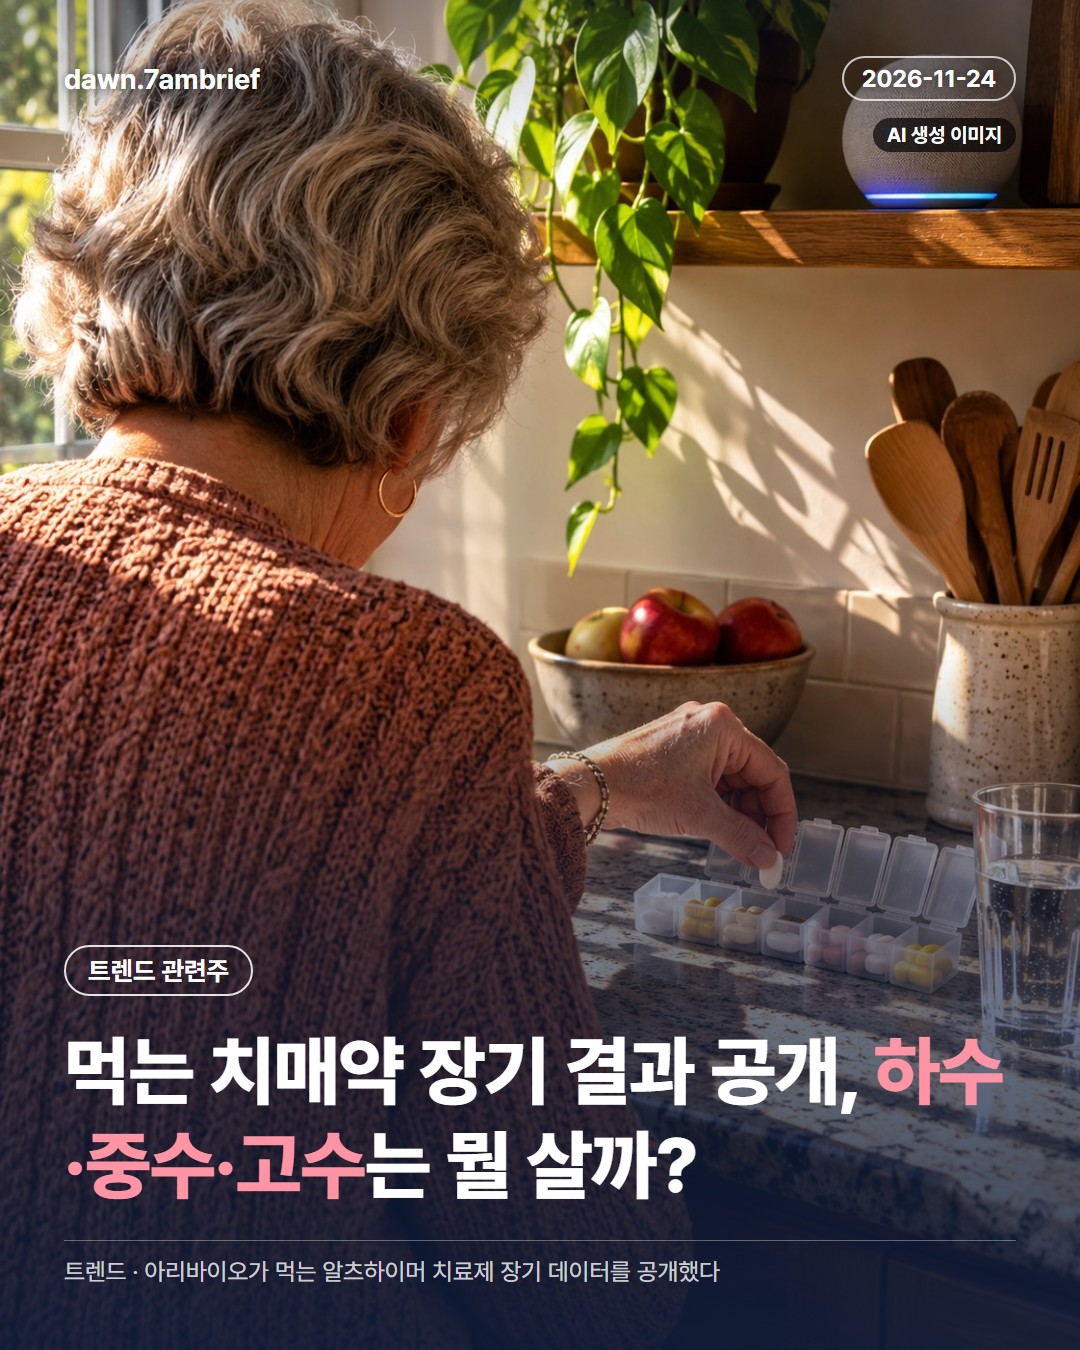 dawn.7ambrief
2026-11-24
AI 생성 이미지
트렌드 관련주
먹는 치매약 장기 결과 공개, 하수
·중수·고수는 뭘 살까?
트렌드 · 아리바이오가 먹는 알츠하이머 치료제 장기 데이터를 공개했다